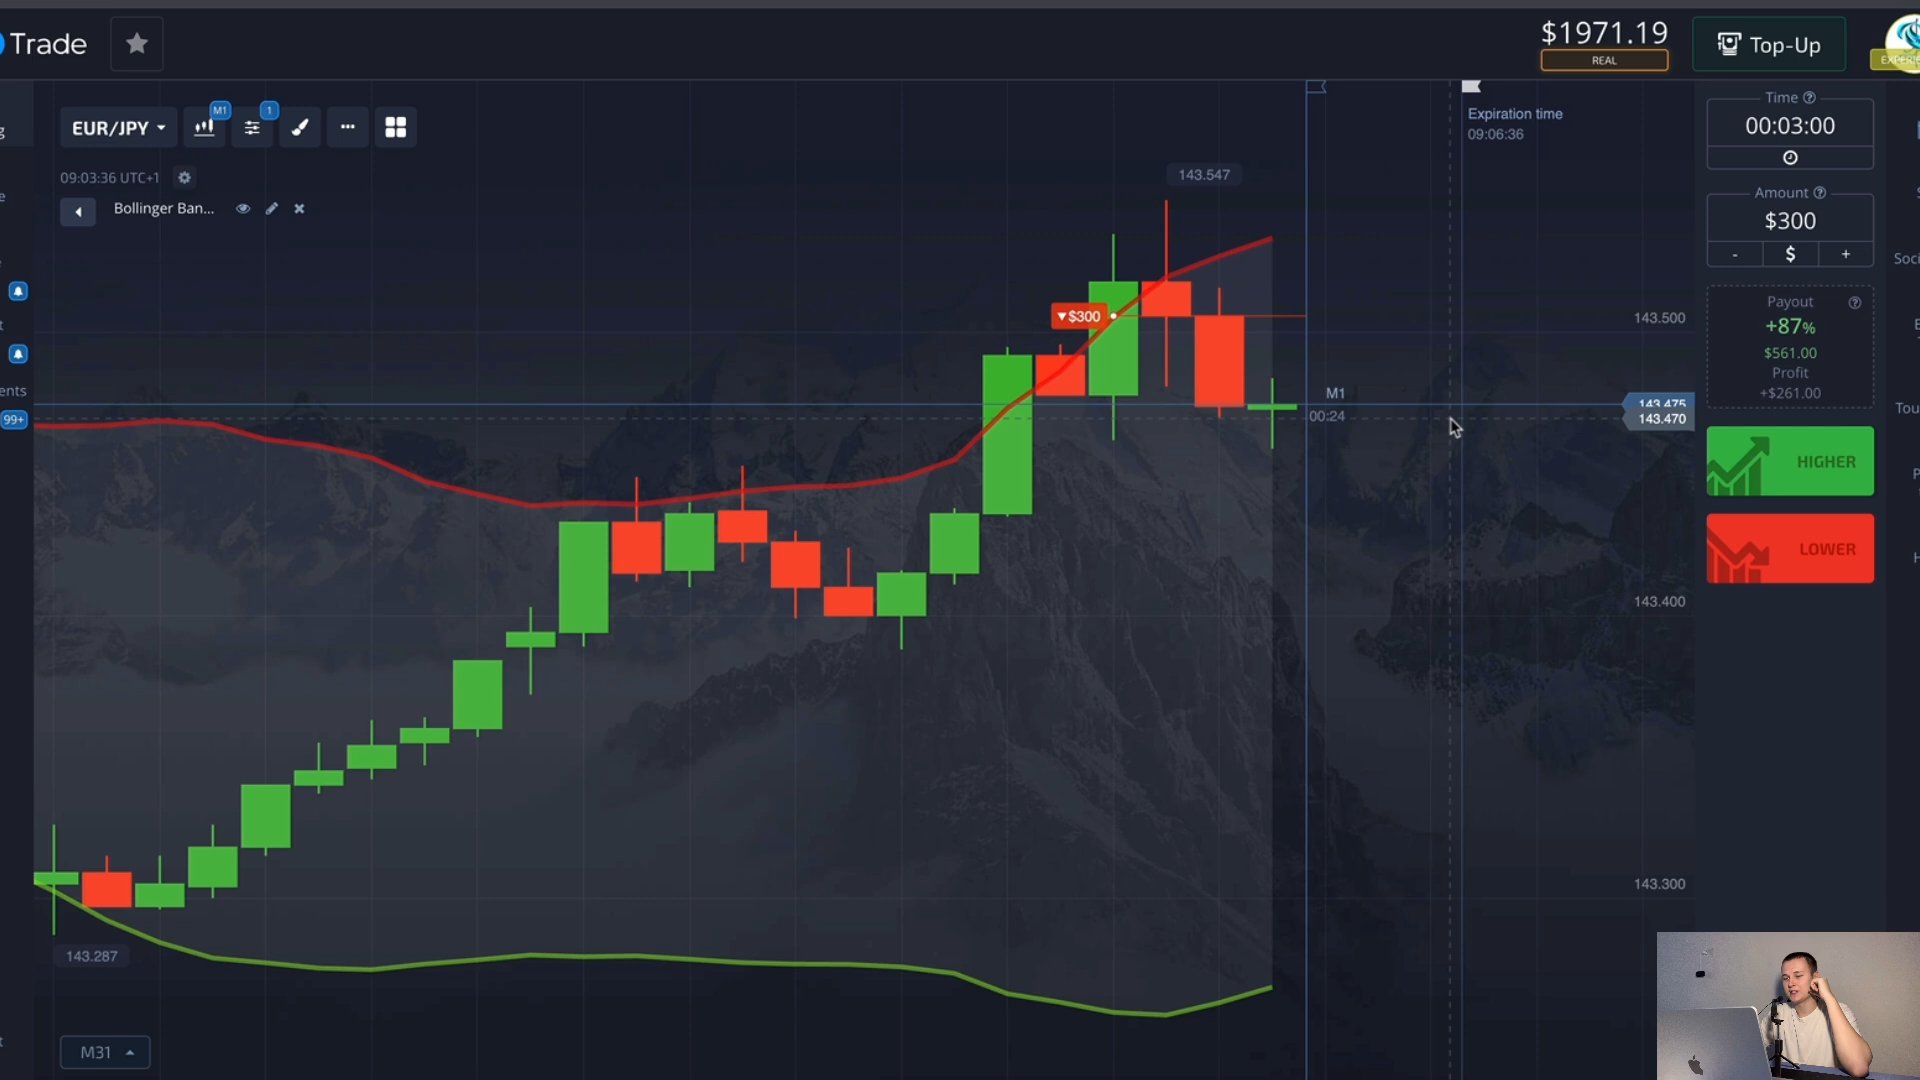 Trade
$1971.19
REAL
Top-Up
EUR/JPY
M1
1
09:03:36 UTC+1
Bollinger Ban...
143.547
Expiration time
09:06:36
Time
00:03:00
Amount
$300
- $ +
Payout
+87%
$561.00
Profit
+$261.00
HIGHER
LOWER
$300
M1
00:24
143.500
143.475
143.470
143.400
143.300
143.287
M31
ents
99+
Soci
Tou